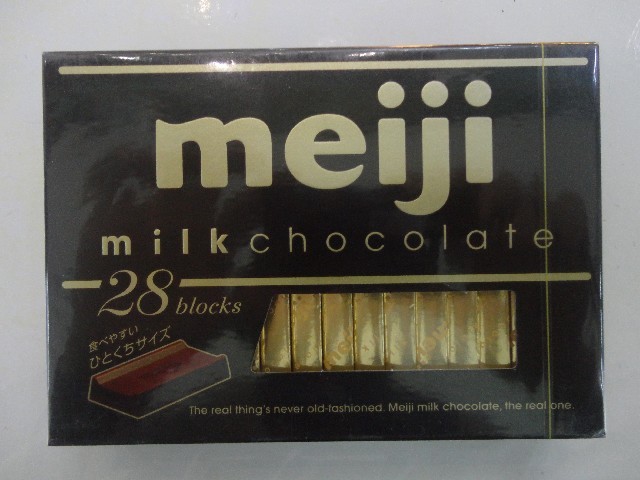 meiji
milk chocolate
28 blocks
食べやすい
ひとくちサイズ
The real thing's never old-fashioned. Meiji milk chocolate, the real one.